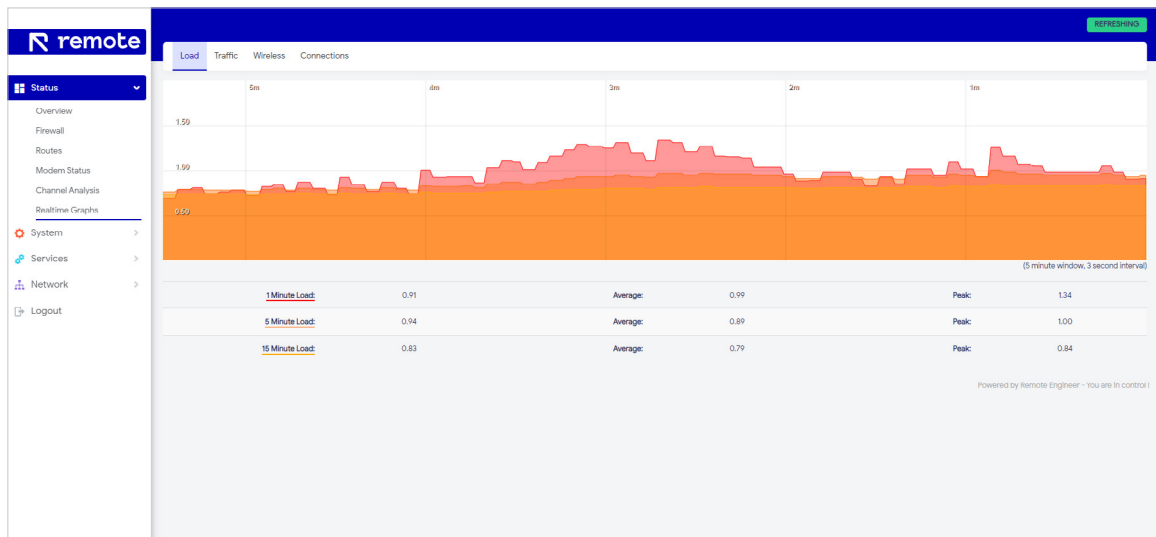 REFRESHING
remote
Load Traffic Wireless Connections
Status
Overview
Firewall
Routes
Modem Status
Channel Analysis
Realtime Graphs
System
Services
Network
Logout
5m 4m 3m 2m 1m
1.50
1.00
0.50
(5 minute window, 3 second interval)
1 Minute Load: 0.91 Average: 0.99 Peak: 1.34
5 Minute Load: 0.94 Average: 0.89 Peak: 1.00
15 Minute Load: 0.83 Average: 0.79 Peak: 0.84
Powered by Remote Engineer - You are in control !